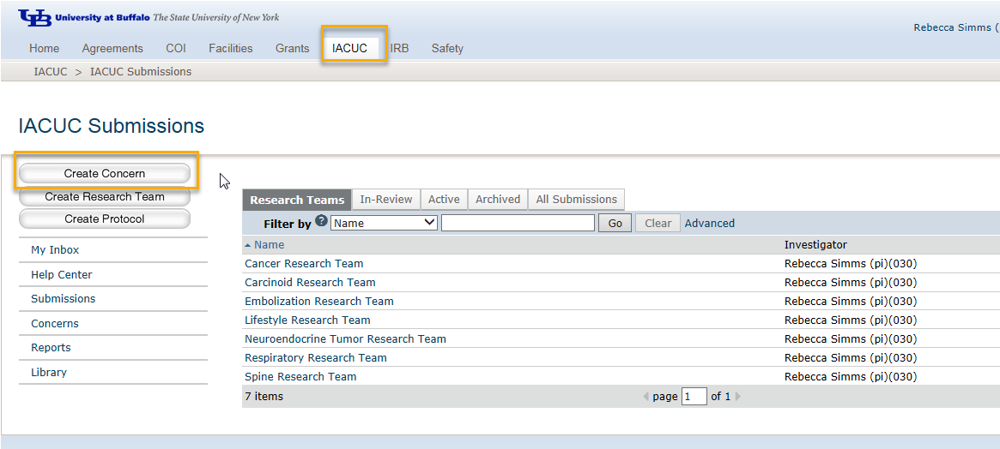 UB University at Buffalo The State University of New York
Rebecca Simms (
Home Agreements COI Facilities Grants IACUC IRB Safety
IACUC > IACUC Submissions
IACUC Submissions
Create Concern
Create Research Team
Create Protocol
My Inbox
Help Center
Submissions
Concerns
Reports
Library
Research Teams In-Review Active Archived All Submissions
Filter by ? Name Go Clear Advanced
Name Investigator
Cancer Research Team Rebecca Simms (pi)(030)
Carcinoid Research Team Rebecca Simms (pi)(030)
Embolization Research Team Rebecca Simms (pi)(030)
Lifestyle Research Team Rebecca Simms (pi)(030)
Neuroendocrine Tumor Research Team Rebecca Simms (pi)(030)
Respiratory Research Team Rebecca Simms (pi)(030)
Spine Research Team Rebecca Simms (pi)(030)
7 items page 1 of 1